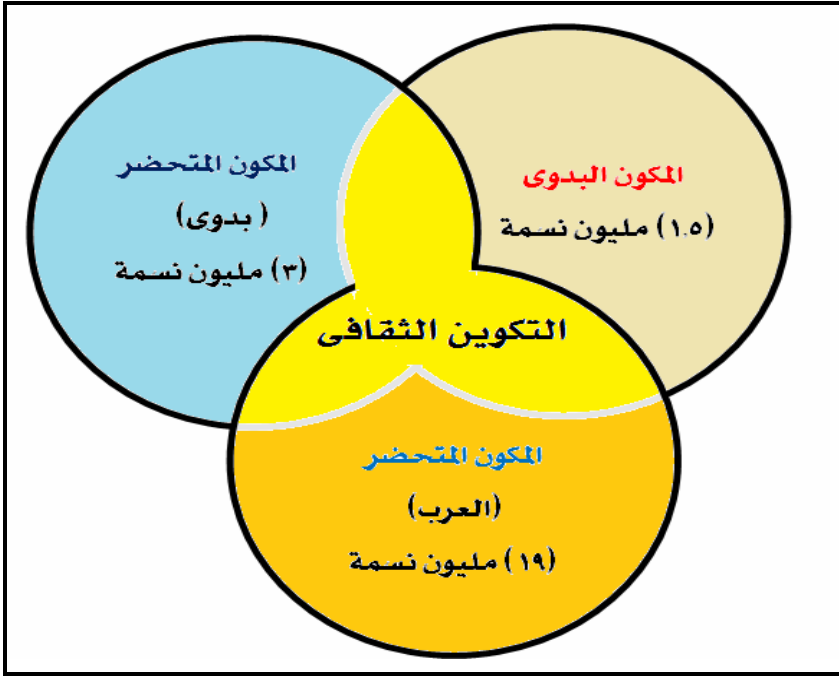 المكون البدوى
(١.٥) مليون نسمة
المكون المتحضر
(بدوى )
(٣) مليون نسمة
التكوين الثقافى
المكون المتحضر
(العرب)
(١٩) مليون نسمة